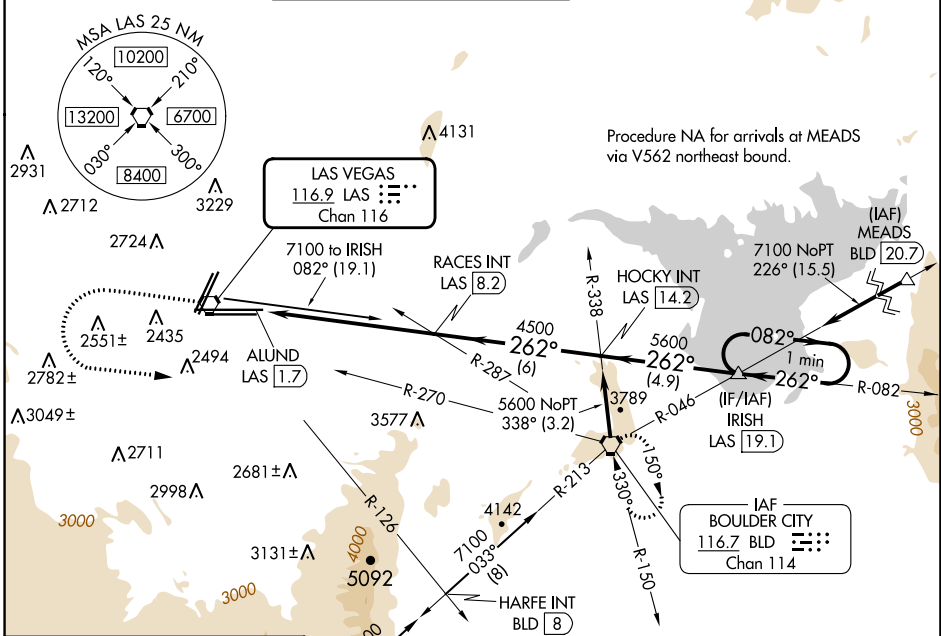 MSA LAS 25 NM
10200
120°
210°
13200
6700
030°
300°
8400
2931
2712
3229
2724
4131
Procedure NA for arrivals at MEADS
via V562 northeast bound.
LAS VEGAS
116.9 LAS
Chan 116
(IAF)
MEADS
BLD 20.7
7100 NoPT
226° (15.5)
7100 to IRISH
082° (19.1)
RACES INT
LAS 8.2
HOCKY INT
LAS 14.2
R-338
4500
262°
(6)
5600
262°
(4.9)
082°
1 min
262°
R-082
2551±
2435
2494
2782±
ALUND
LAS 1.7
R-287
R-270
5600 NoPT
338° (3.2)
3789
R-046
(IF/IAF)
IRISH
LAS 19.1
3000
3049±
3577
2711
2681±
2998
R-213
150°
330°
R-126
4142
7100
033°
(8)
R-150
IAF
BOULDER CITY
116.7 BLD
Chan 114
3000
3131±
4000
5092
3000
HARFE INT
BLD 8